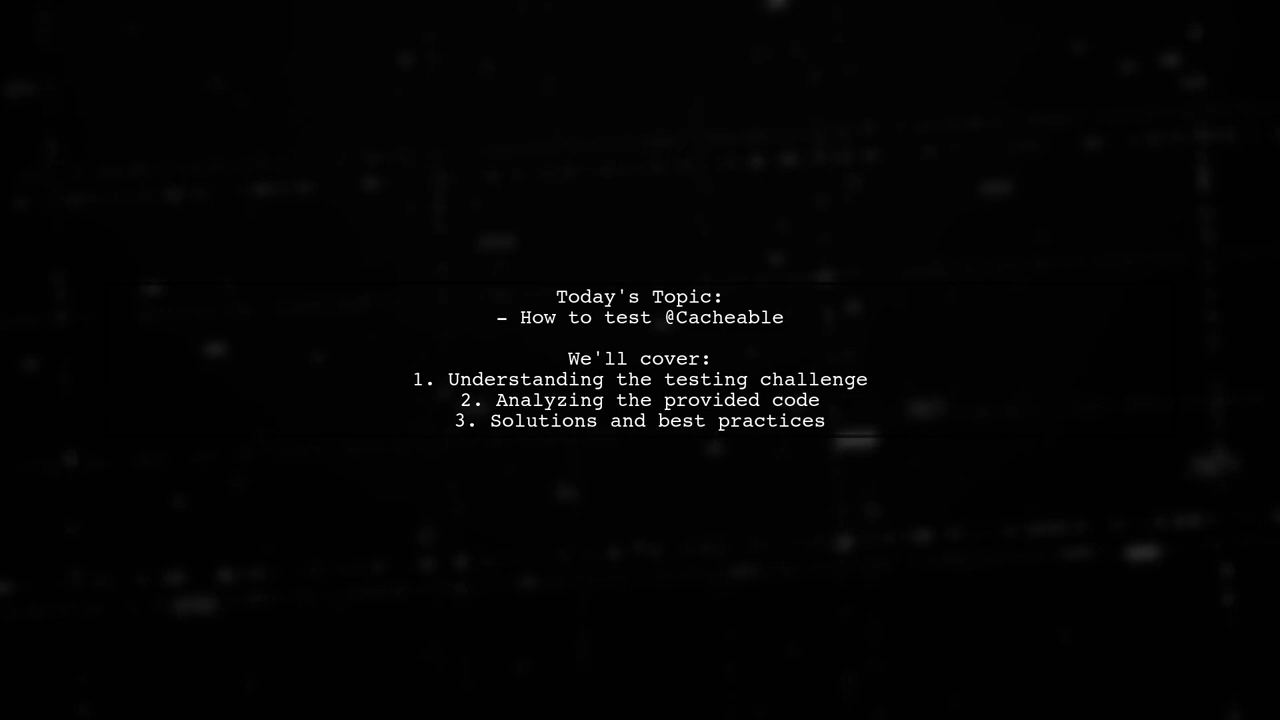 Today's Topic:
- How to test @Cacheable
We'll cover:
1. Understanding the testing challenge
2. Analyzing the provided code
3. Solutions and best practices